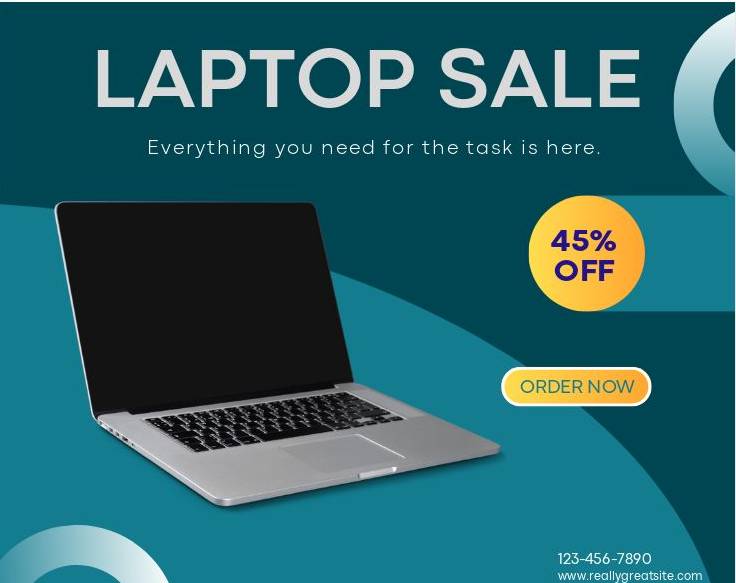 LAPTOP SALE
Everything you need for the task is here.
45%
OFF
ORDER NOW
123-456-7890
www.reallygreatsite.com